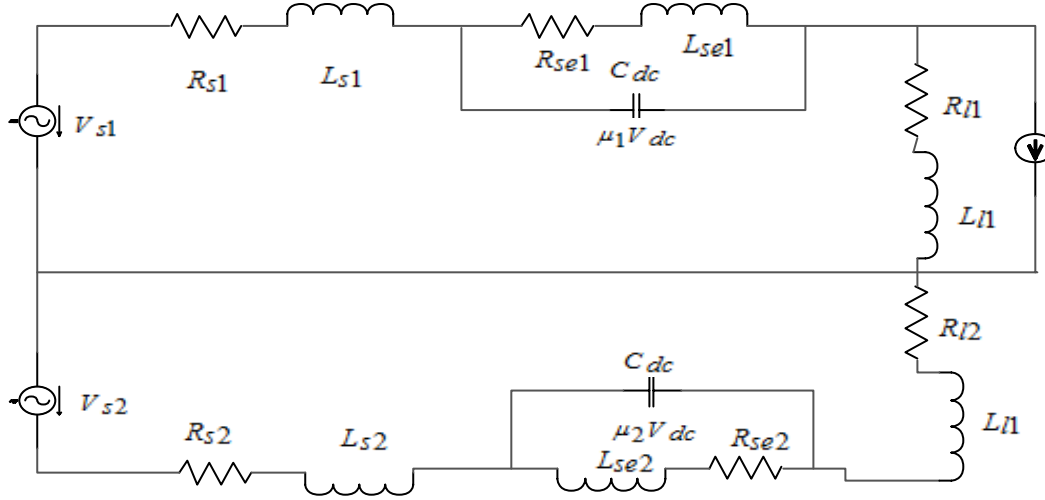 Rs1
Ls1
Rse1
Lse1
Cdc
μ1Vdc
Rl1
Vs1
Ll1
Rl2
Cdc
Vs2
Rs2
Ls2
μ2Vdc
Rse2
Lse2
Ll1